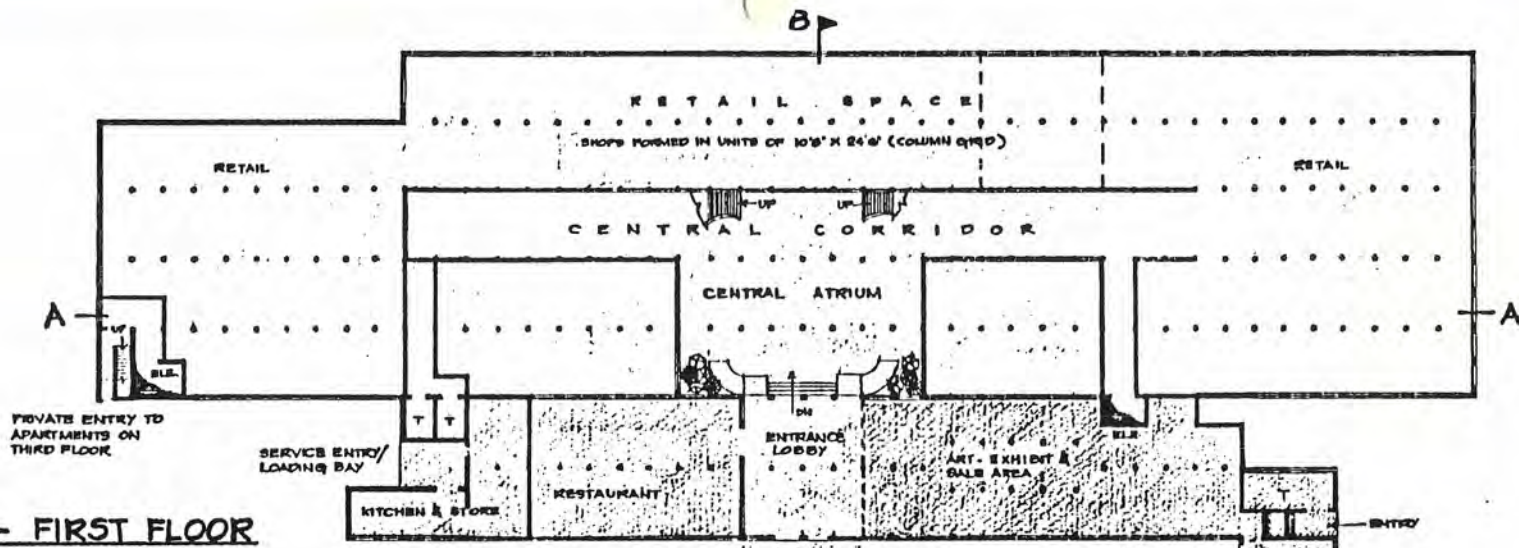 B
RETAIL SPACE
SHOPS FORMED IN UNITS OF 10'8" X 24'6" (COLUMN GRID)
RETAIL
RETAIL
UP
UP
CENTRAL CORRIDOR
CENTRAL ATRIUM
A
A
UP
ELE.
DN
PRIVATE ENTRY TO
APARTMENTS ON
THIRD FLOOR
T T
SERVICE ENTRY/
LOADING BAY
ENTRANCE
LOBBY
ELE.
ART - EXHIBIT &
SALE AREA
RESTAURANT
KITCHEN & STORE
T
ENTRY
- FIRST FLOOR